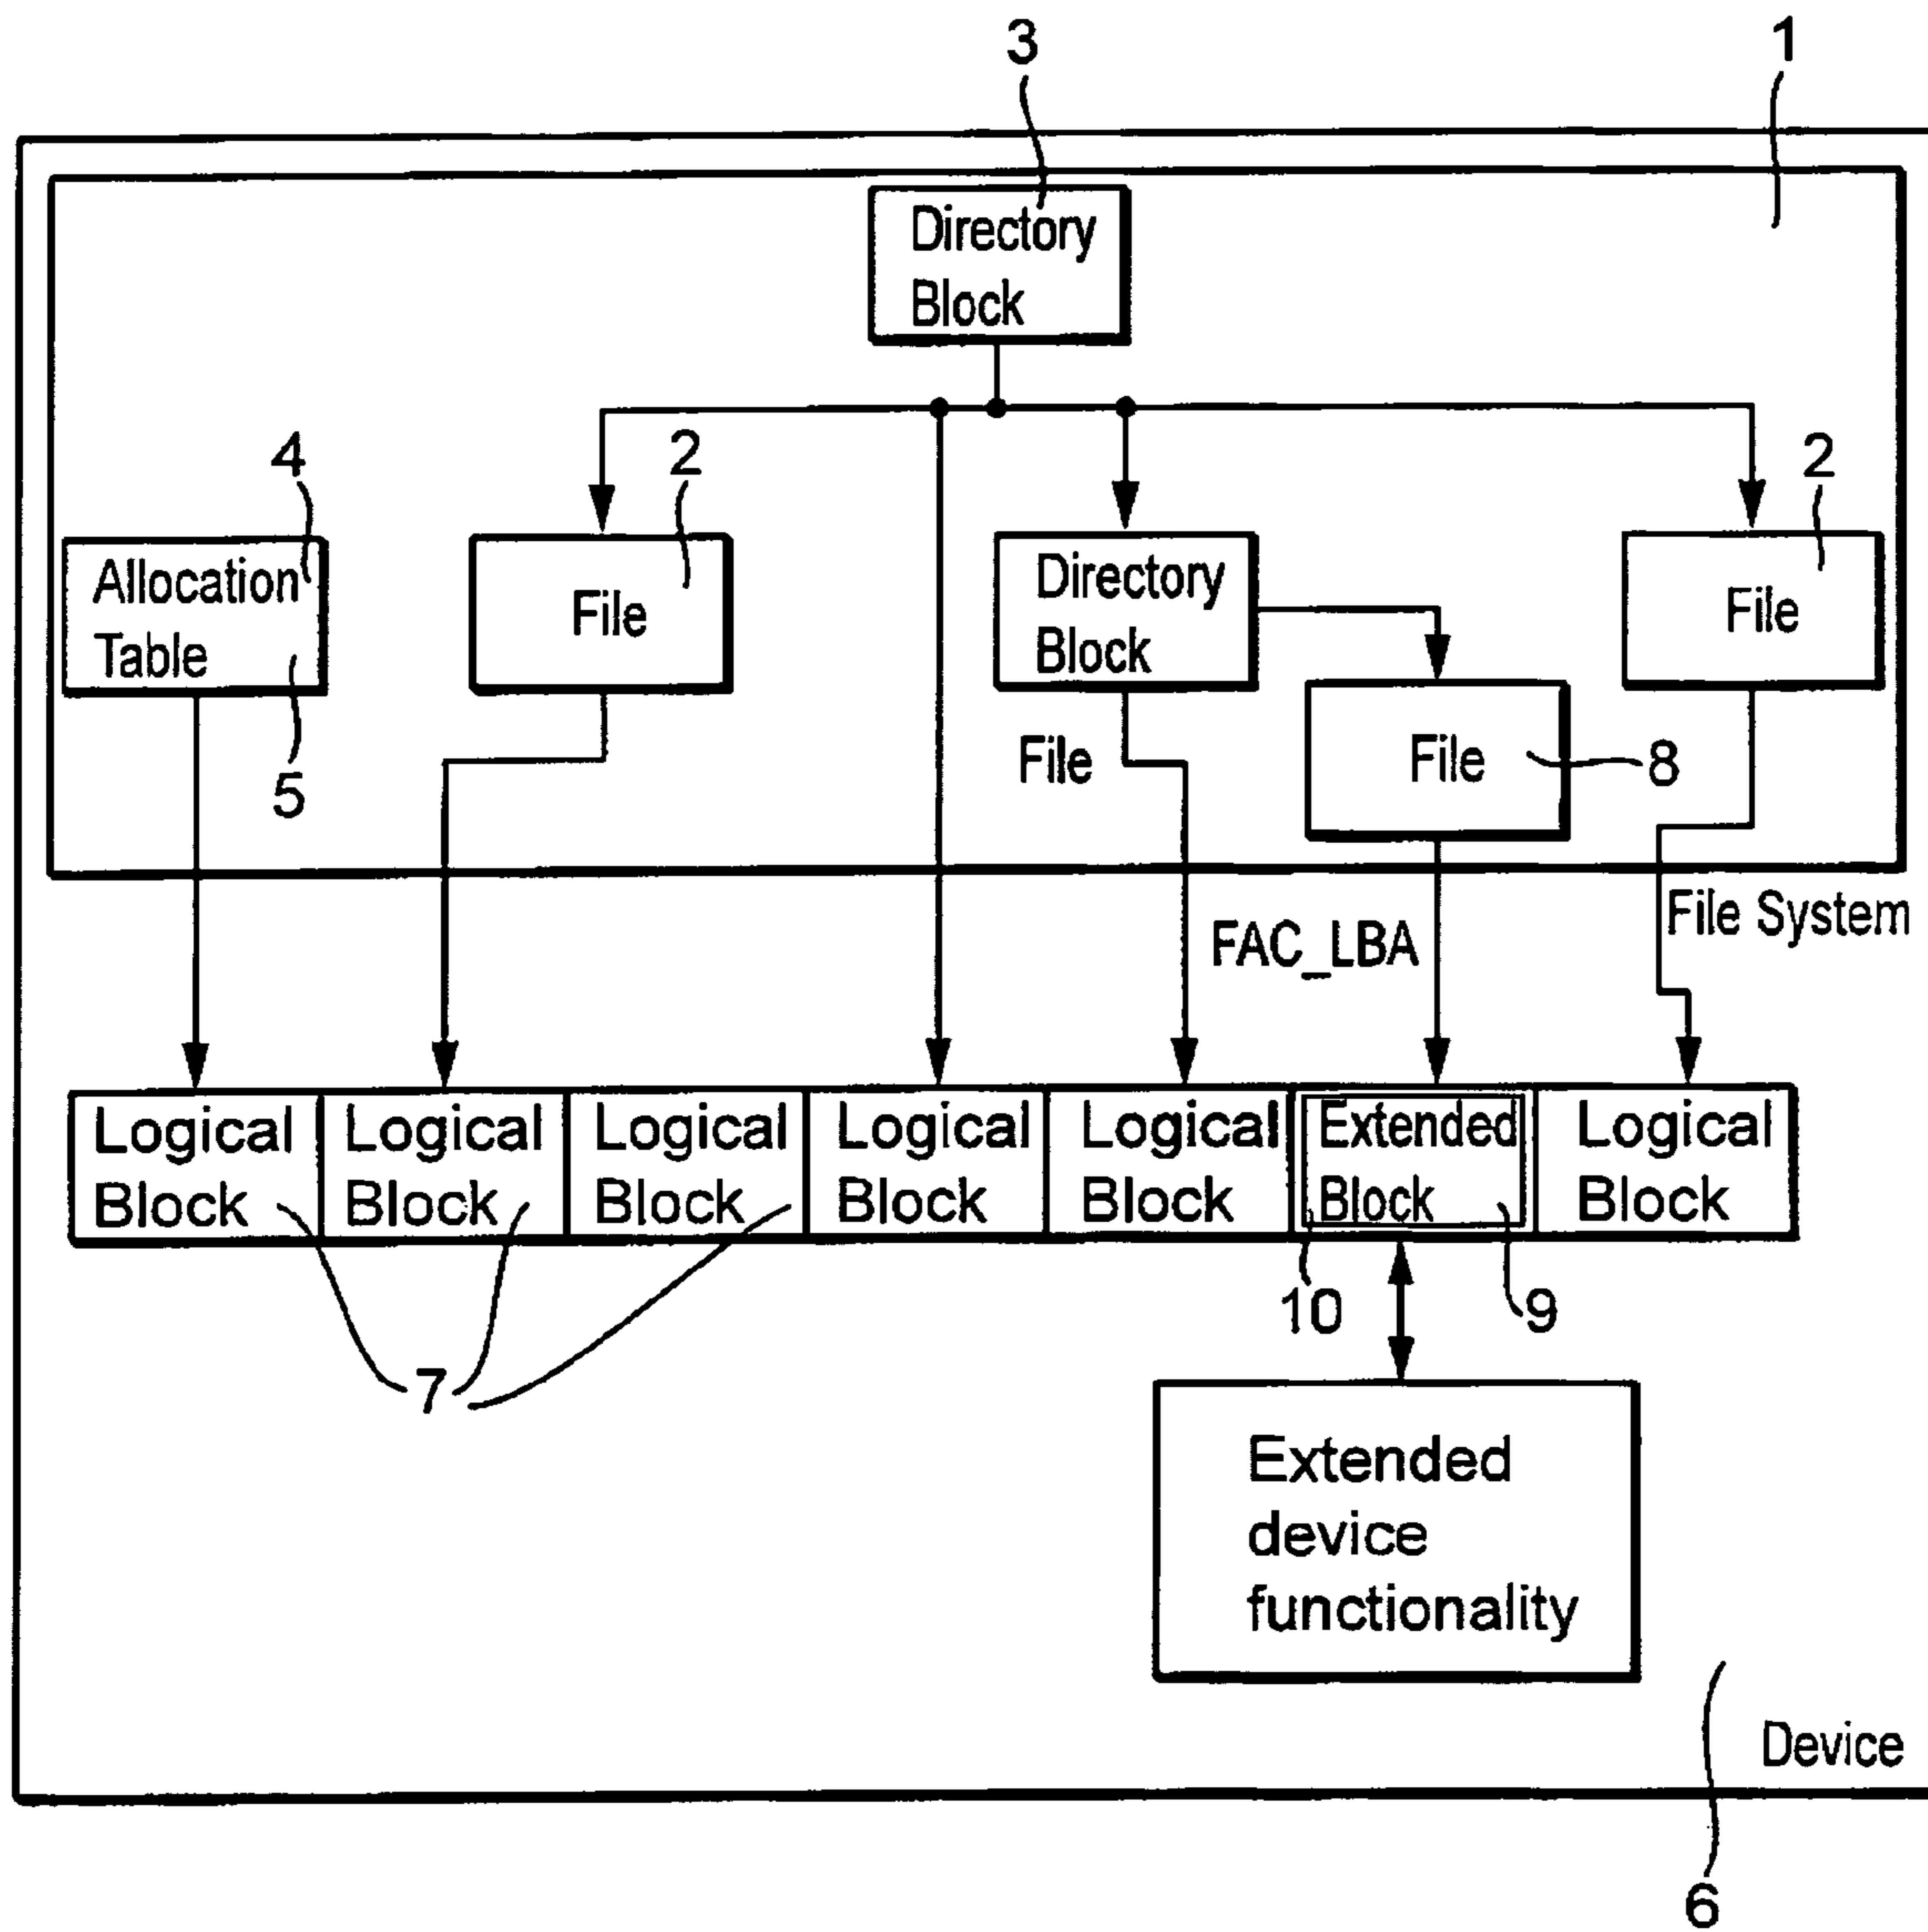 3
1
Directory
Block
4
2
2
Allocation
Table
File
Directory
Block
File
5
File
File
8
FAC_LBA
File System
Logical
Block
Logical
Block
Logical
Block
Logical
Block
Logical
Block
Extended
Block
Logical
Block
10
9
7
Extended
device
functionality
Device
6